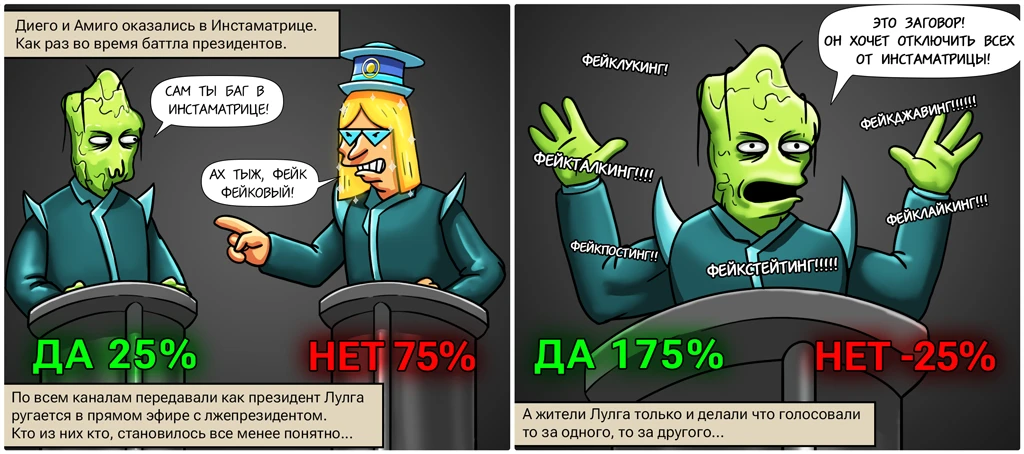 Диего и Амиго оказались в Инстаматрице.
Как раз во время баттла президентов.
САМ ТЫ БАГ В
ИНСТАМАТРИЦЕ!
АХ ТЫЖ, ФЕЙК
ФЕЙКОВЫЙ!
ДА 25%
НЕТ 75%
По всем каналам передавали как президент Лулга
ругается в прямом эфире с лжепрезидентом.
Кто из них кто, становилось все менее понятно...
ЭТО ЗАГОВОР!
ОН ХОЧЕТ ОТКЛЮЧИТЬ ВСЕХ
ОТ ИНСТАМАТРИЦЫ!
ФЕЙКЛУКИНГ!
ФЕЙКДЖАВИНГ!!!!!!
ФЕЙКТАЛКИНГ!!!!
ФЕЙКЛАЙКИНГ!!!
ФЕЙКПОСТИНГ!!
ФЕЙКСТЕЙТИНГ!!!!!
ДА 175%
НЕТ -25%
А жители Лулга только и делали что голосовали
то за одного, то за другого...